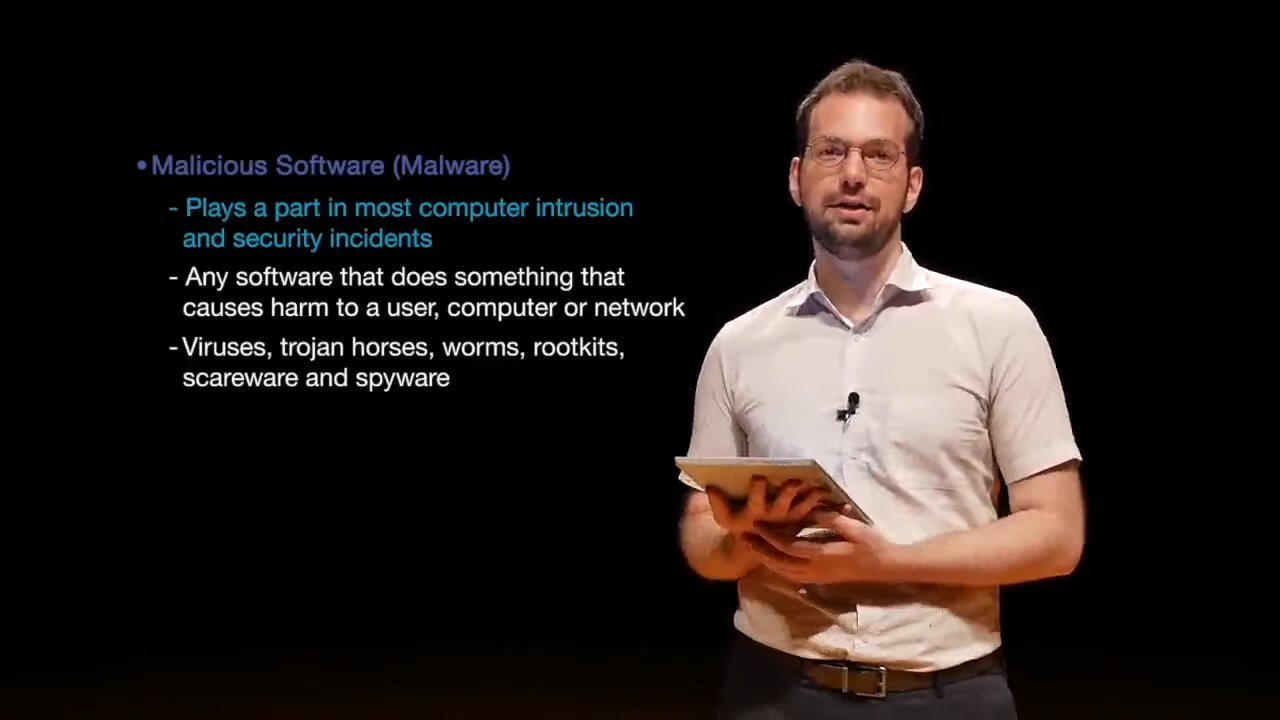 •Malicious Software (Malware)
- Plays a part in most computer intrusion
and security incidents
- Any software that does something that
causes harm to a user, computer or network
- Viruses, trojan horses, worms, rootkits,
scareware and spyware